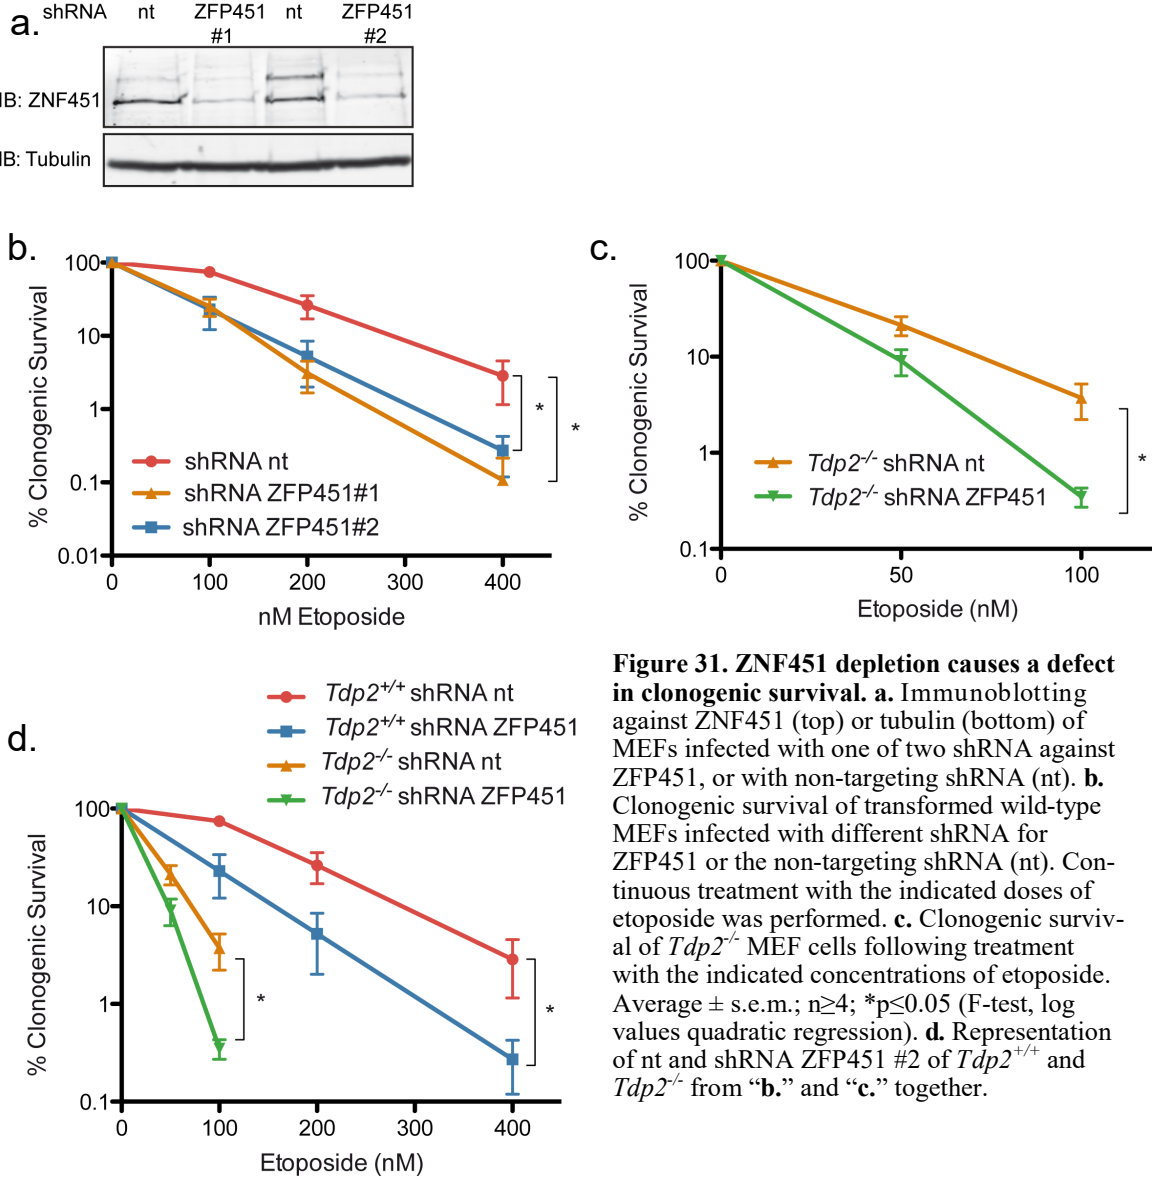 a.
shRNA nt ZFP451 nt ZFP451
#1 #2
IB: ZNF451
IB: Tubulin
b.
% Clonogenic Survival
100
10
1
0.1
0.01
0 100 200 300 400
nM Etoposide
shRNA nt
shRNA ZFP451#1
shRNA ZFP451#2
*
*
c.
% Clonogenic Survival
100
10
1
0.1
0 50 100
Etoposide (nM)
Tdp2-/- shRNA nt
Tdp2-/- shRNA ZFP451
*
d.
Tdp2+/+ shRNA nt
Tdp2+/+ shRNA ZFP451
Tdp2-/- shRNA nt
Tdp2-/- shRNA ZFP451
% Clonogenic Survival
100
10
1
0.1
0 100 200 300 400
Etoposide (nM)
*
*
Figure 31. ZNF451 depletion causes a defect
in clonogenic survival. a. Immunoblotting
against ZNF451 (top) or tubulin (bottom) of
MEFs infected with one of two shRNA against
ZFP451, or with non-targeting shRNA (nt). b.
Clonogenic survival of transformed wild-type
MEFs infected with different shRNA for
ZFP451 or the non-targeting shRNA (nt). Con-
tinuous treatment with the indicated doses of
etoposide was performed. c. Clonogenic surviv-
al of Tdp2-/- MEF cells following treatment
with the indicated concentrations of etoposide.
Average ± s.e.m.; n≥4; *p≤0.05 (F-test, log
values quadratic regression). d. Representation
of nt and shRNA ZFP451 #2 of Tdp2+/+ and
Tdp2-/- from “b.” and “c.” together.